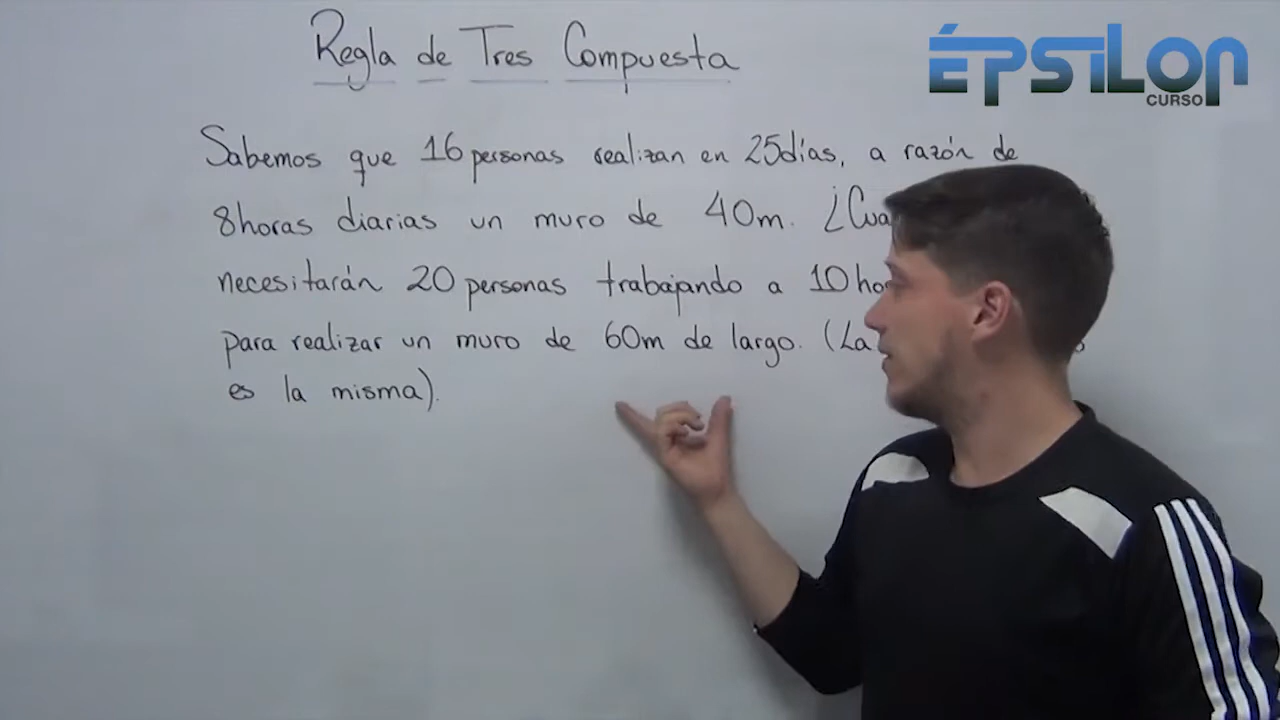 Regla de Tres Compuesta
ÉPSILON
CURSO
Sabemos que 16 personas realizan en 25 días, a razón de
8 horas diarias un muro de 40m.
necesitarán 20 personas trabajando a 10
para realizar un muro de 60m de largo. (La
es la misma).